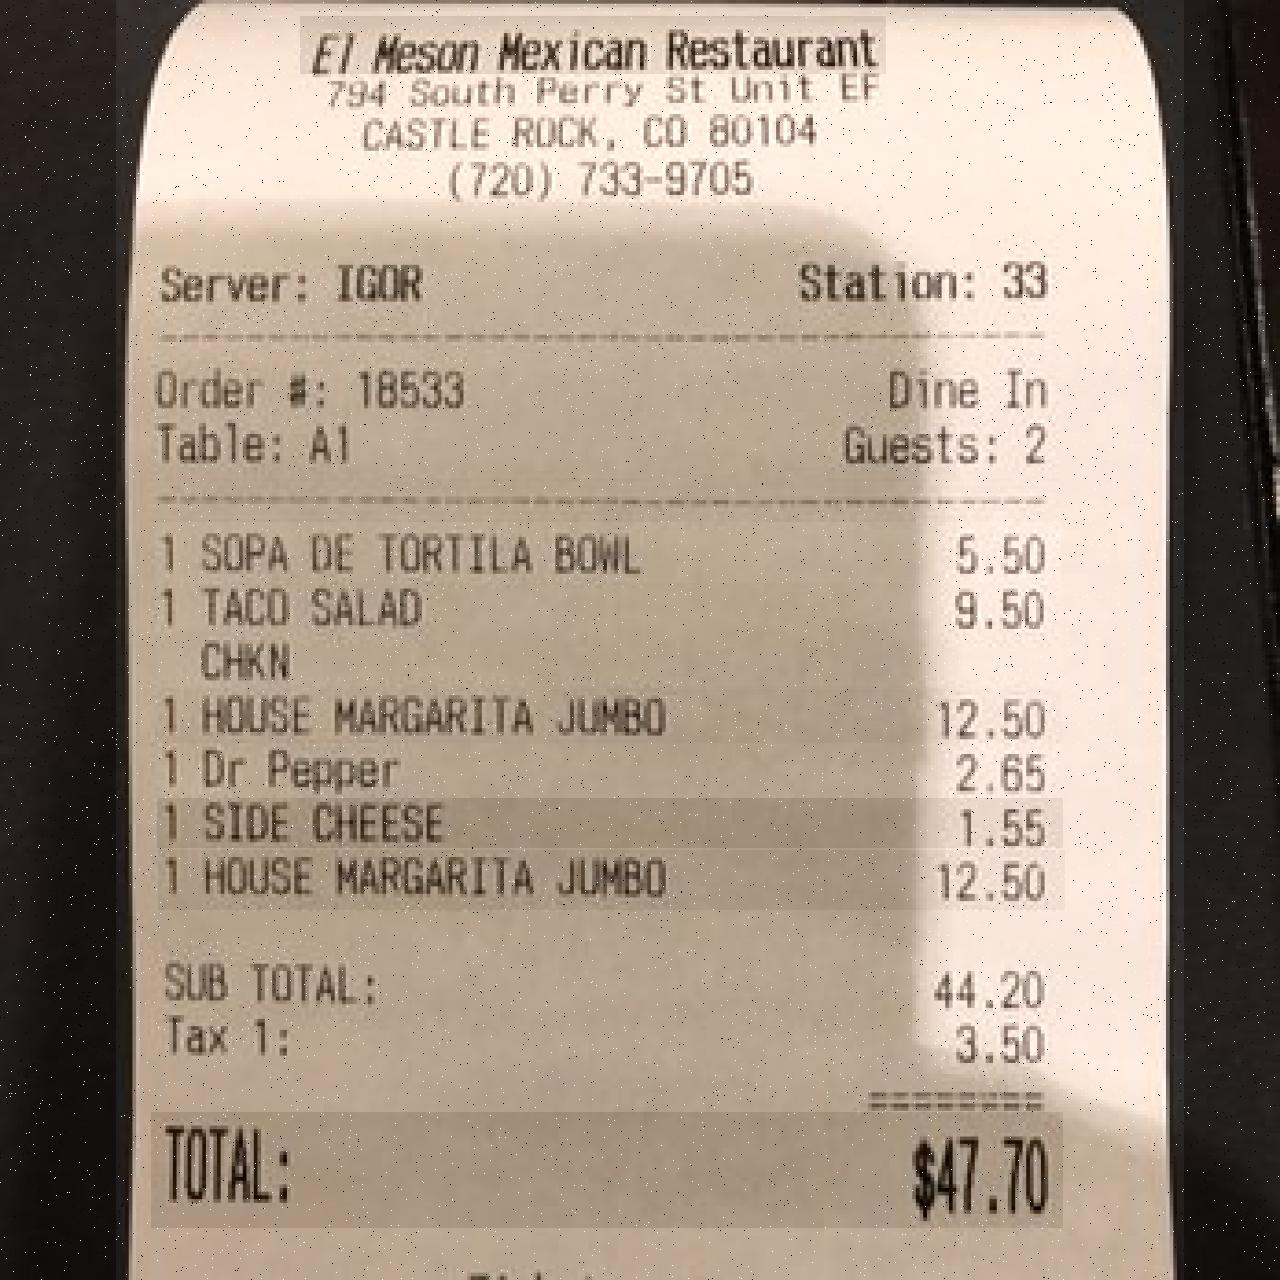 El Meson Mexican Restaurant
794 South Perry St Unit EF
CASTLE ROCK, CO 80104
(720) 733-9705
Server: IGOR Station: 33
Order #: 18533 Dine In
Table: A1 Guests: 2
1 SOPA DE TORTILA BOWL 5.50
1 TACO SALAD 9.50
CHKN
1 HOUSE MARGARITA JUMBO 12.50
1 Dr Pepper 2.65
1 SIDE CHEESE 1.55
1 HOUSE MARGARITA JUMBO 12.50
SUB TOTAL: 44.20
Tax 1: 3.50
========
TOTAL: $47.70